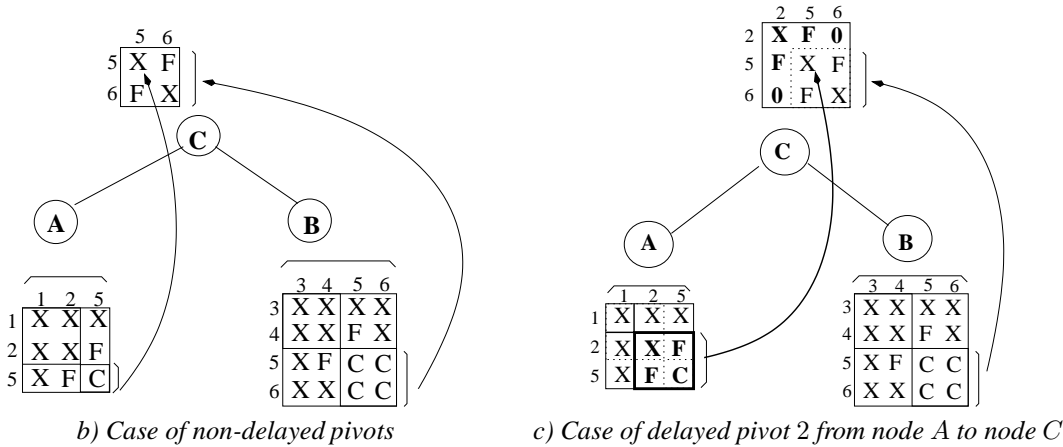 5 6
5 X F
6 F X
C
A
B
1 2 5
1 X X X
2 X X F
5 X F C
3 4 5 6
3 X X X X
4 X X F X
5 X F C C
6 X X C C
b) Case of non-delayed pivots
2 5 6
2 X F 0
5 F X F
6 0 F X
C
A
B
1 2 5
1 X X X
2 X X F
5 X F C
3 4 5 6
3 X X X X
4 X X F X
5 X F C C
6 X X C C
c) Case of delayed pivot 2 from node A to node C